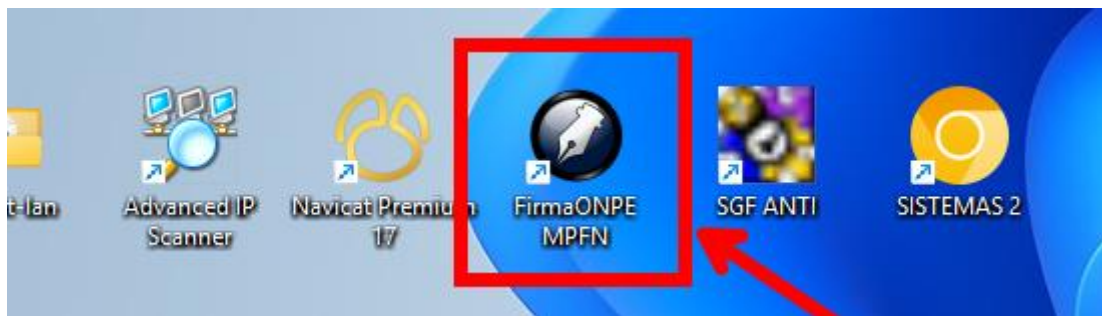 t-lan
Advanced IP
Scanner
Navicat Premium
17
FirmaONPE
MPFN
SGF ANTI
SISTEMAS 2